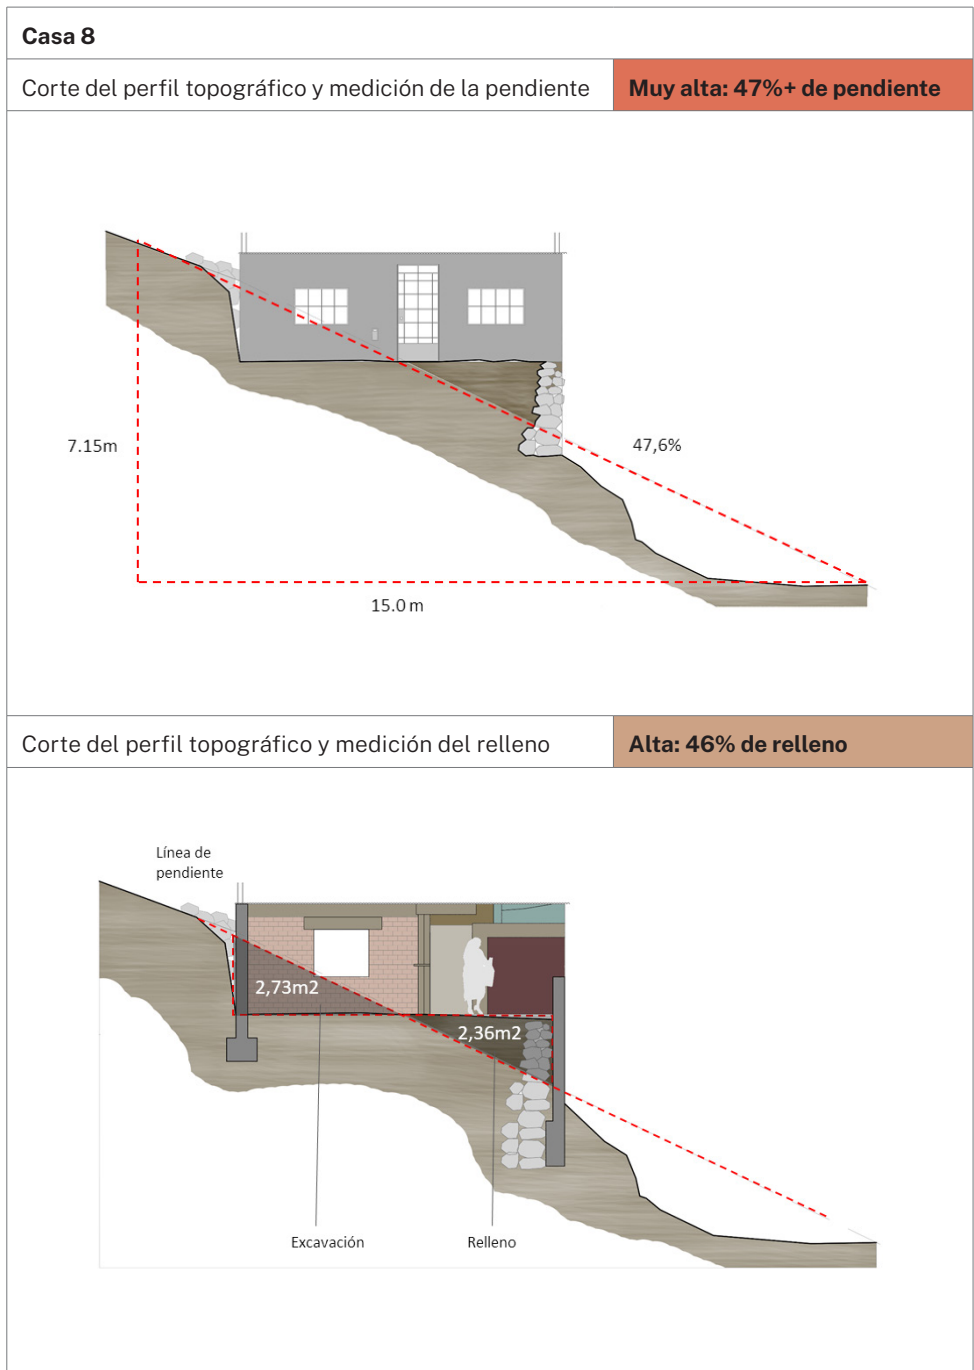 Casa 8
Corte del perfil topográfico y medición de la pendiente
Muy alta: 47%+ de pendiente
7.15m
47,6%
15.0 m
Corte del perfil topográfico y medición del relleno
Alta: 46% de relleno
Línea de
pendiente
2,73m2
2,36m2
Excavación
Relleno